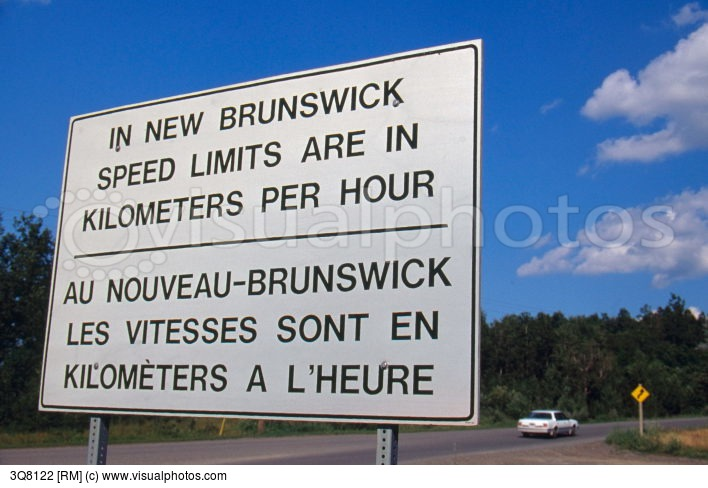 IN NEW BRUNSWICK
SPEED LIMITS ARE IN
KILOMETERS PER HOUR
AU NOUVEAU-BRUNSWICK
LES VITESSES SONT EN
KILOMÈTERS A L'HEURE
visualphotos
3Q8122 [RM] (c) www.visualphotos.com